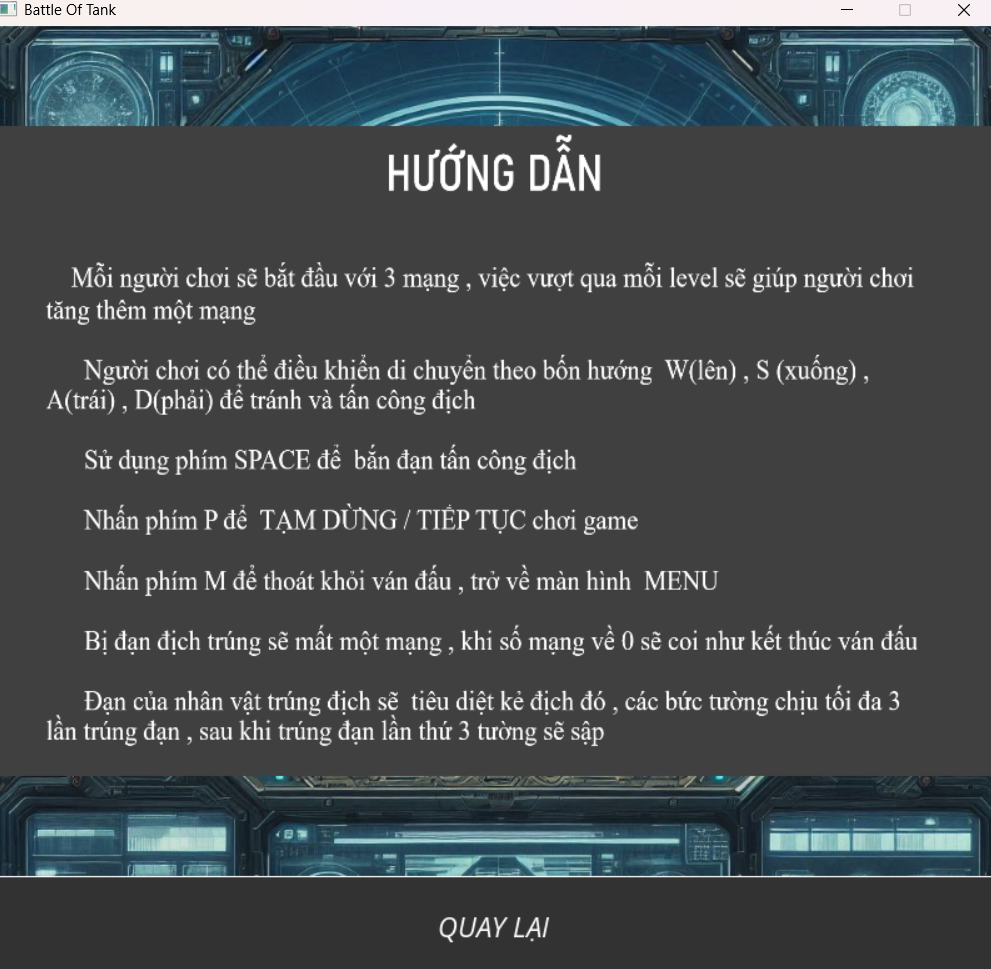 Battle Of Tank
HƯỚNG DẪN
Mỗi người chơi sẽ bắt đầu với 3 mạng , việc vượt qua mỗi level sẽ giúp người chơi
tăng thêm một mạng
Người chơi có thể điều khiển di chuyển theo bốn hướng  W(lên) , S (xuống) ,
A(trái) , D(phải) để tránh và tấn công địch
Sử dụng phím SPACE để  bắn đạn tấn công địch
Nhấn phím P để  TẠM DỪNG / TIẾP TỤC chơi game
Nhấn phím M để thoát khỏi ván đấu , trở về màn hình  MENU
Bị đạn địch trúng sẽ mất một mạng , khi số mạng về 0 sẽ coi như kết thúc ván đấu
Đạn của nhân vật trúng địch sẽ  tiêu diệt kẻ địch đó , các bức tường chịu tối đa 3
lần trúng đạn , sau khi trúng đạn lần thứ 3 tường sẽ sập
QUAY LẠI